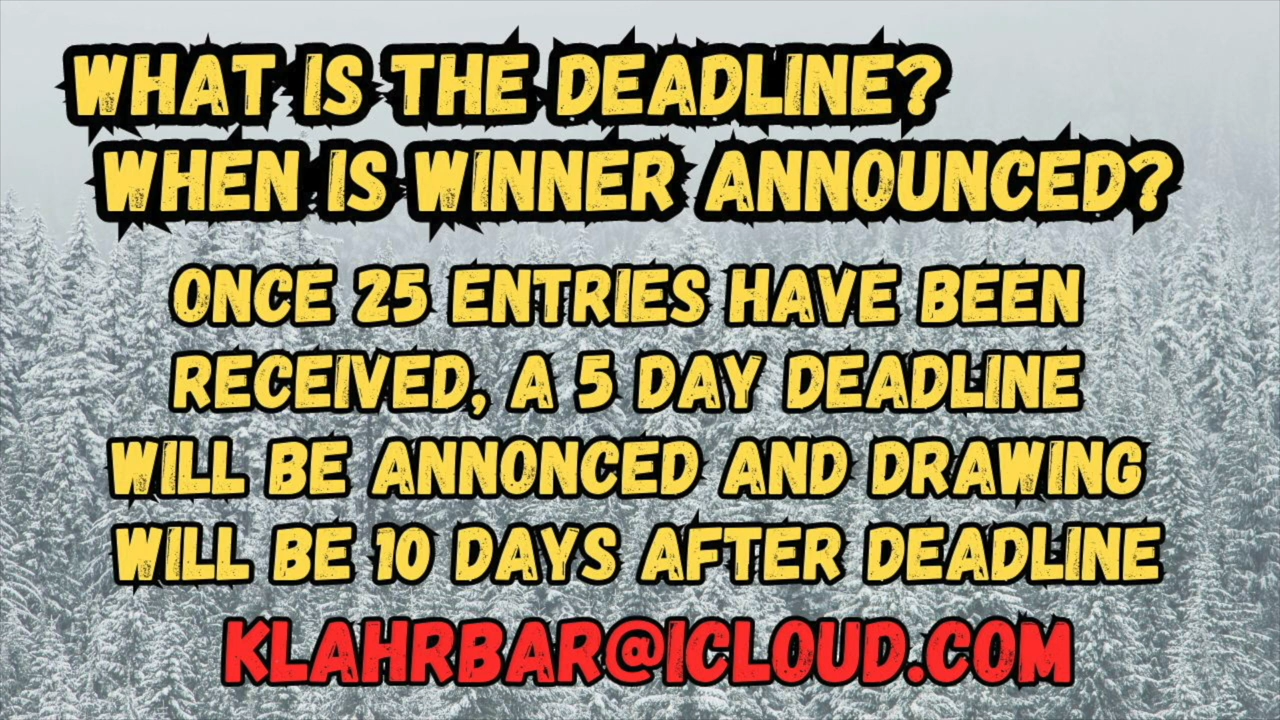 WHAT IS THE DEADLINE?
WHEN IS WINNER ANNOUNCED?
ONCE 25 ENTRIES HAVE BEEN
RECEIVED, A 5 DAY DEADLINE
WILL BE ANNONCED AND DRAWING
WILL BE 10 DAYS AFTER DEADLINE
KLAHRBAR@ICLOUD.COM